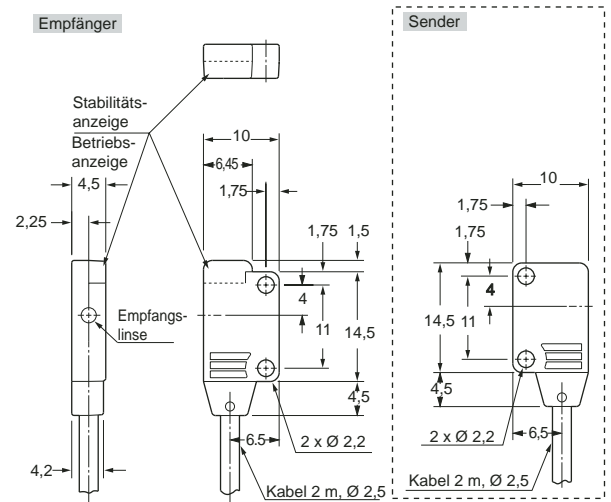 Empfänger
Sender
Stabilitäts-
anzeige
Betriebs-
anzeige
10
6,45
1,75
4,5
2,25
1,75
1,5
4
11
14,5
Empfangs-
linse
4,5
6.5
2 x Ø 2,2
4,2
Kabel 2 m, Ø 2,5
10
1,75
1,75
4
14,5
11
4,5
2 x Ø 2,2
6,5
Kabel 2 m, Ø 2,5